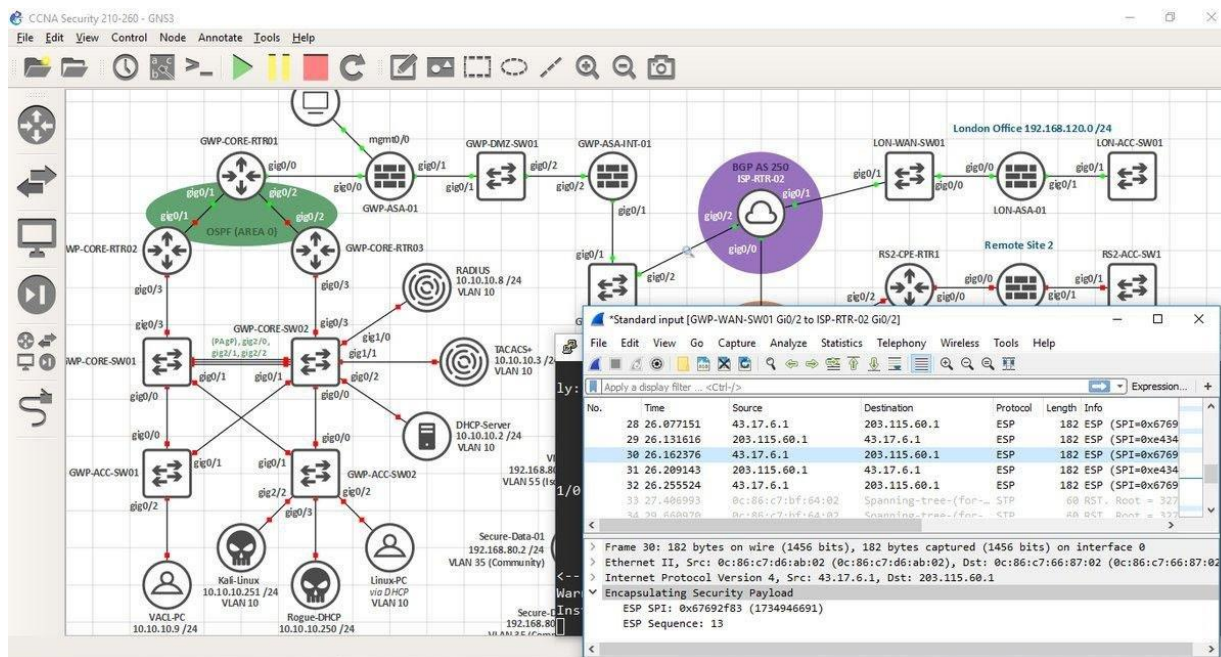 CCNA Security 210-260 - GNS3
File Edit View Control Node Annotate Tools Help
GWP-CORE-RTR01
mgmt0/0
GWP-DMZ-SW01
GWP-ASA-INT-01
London Office 192.168.120.0 /24
LON-WAN-SW01
LON-ACC-SW01
BGP AS 250
ISP-RTR-02
gig0/0
gig0/1
gig0/2
gig0/0
gig0/1
gig0/1
gig0/2
gig0/2
gig0/1
gig0/1
gig0/0
gig0/1
GWP-ASA-01
LON-ASA-01
gig0/1
gig0/2
gig0/1
gig0/2
OSPF (AREA 0)
gig0/1
gig0/2
gig0/0
WP-CORE-RTR02
GWP-CORE-RTR03
gig0/1
gig0/2
Remote Site 2
RS2-CPE-RTR1
RS2-ACC-SW1
gig0/2
gig0/0
gig0/1
gig0/3
gig0/3
RADIUS
10.10.10.8 /24
VLAN 10
gig0/3
gig0/3
GWP-CORE-SW02
(PAgP), gig2/0,
gig2/1, gig2/2
gig1/0
gig1/1
gig0/2
WP-CORE-SW01
gig0/1
gig0/1
TACACS+
10.10.10.3 /2
VLAN 10
gig0/0
gig0/0
DHCP-Server
10.10.10.2 /24
VLAN 10
gig0/0
gig0/0
gig0/1
gig0/1
GWP-ACC-SW01
GWP-ACC-SW02
gig0/2
gig2/2
gig0/3
gig1/2
192.168.80
VLAN 55 (Iso
Secure-Data-01
192.168.80.2 /24
VLAN 35 (Community)
Secure-D
192.168.80
Kali-Linux
10.10.10.251 /24
VLAN 10
Linux-PC
via DHCP
VLAN 10
VACL-PC
10.10.10.9 /24
Rogue-DHCP
10.10.10.250 /24
ly:
1/0
<--
War
Ins
*Standard input [GWP-WAN-SW01 Gi0/2 to ISP-RTR-02 Gi0/2]
File Edit View Go Capture Analyze Statistics Telephony Wireless Tools Help
Apply a display filter ... <Ctrl-/>
Expression... +
No. Time Source Destination Protocol Length Info
28 26.077151 43.17.6.1 203.115.60.1 ESP 182 ESP (SPI=0x6769
29 26.131616 203.115.60.1 43.17.6.1 ESP 182 ESP (SPI=0xe434
30 26.162376 43.17.6.1 203.115.60.1 ESP 182 ESP (SPI=0x6769
31 26.209143 203.115.60.1 43.17.6.1 ESP 182 ESP (SPI=0xe434
32 26.255524 43.17.6.1 203.115.60.1 ESP 182 ESP (SPI=0x6769
33 27.406993 0c:86:c7:bf:64:02 Spanning-tree-(for-… STP 60 RST. Root = 327
Frame 30: 182 bytes on wire (1456 bits), 182 bytes captured (1456 bits) on interface 0
Ethernet II, Src: 0c:86:c7:d6:ab:02 (0c:86:c7:d6:ab:02), Dst: 0c:86:c7:66:87:02 (0c:86:c7:66:87:02
Internet Protocol Version 4, Src: 43.17.6.1, Dst: 203.115.60.1
Encapsulating Security Payload
ESP SPI: 0x67692f83 (1734946691)
ESP Sequence: 13